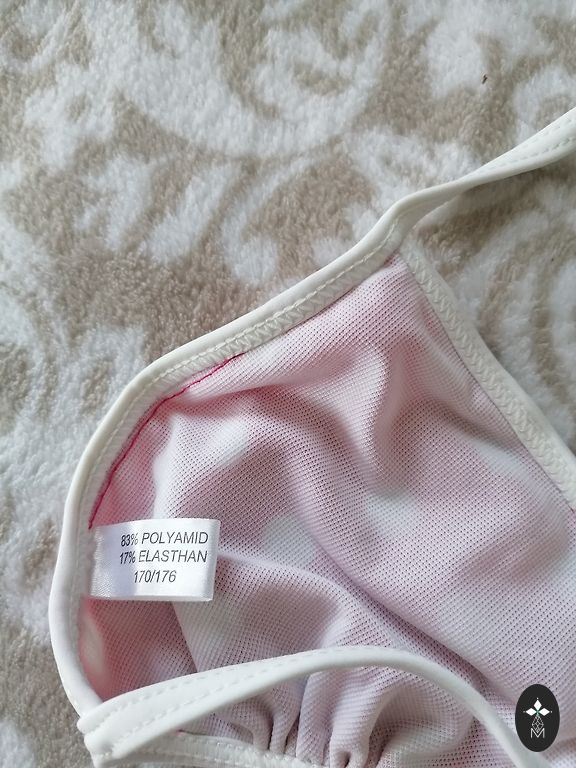 83% POLYAMID
17% ELASTHAN
170/176